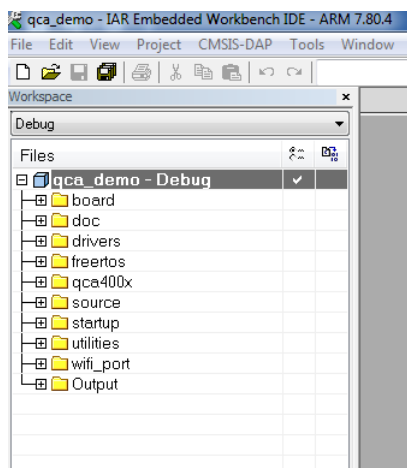 qca_demo - IAR Embedded Workbench IDE - ARM 7.80.4
File Edit View Project CMSIS-DAP Tools Window
Workspace x
Debug
Files
qca_demo - Debug
board
doc
drivers
freertos
qca400x
source
startup
utilities
wifi_port
Output